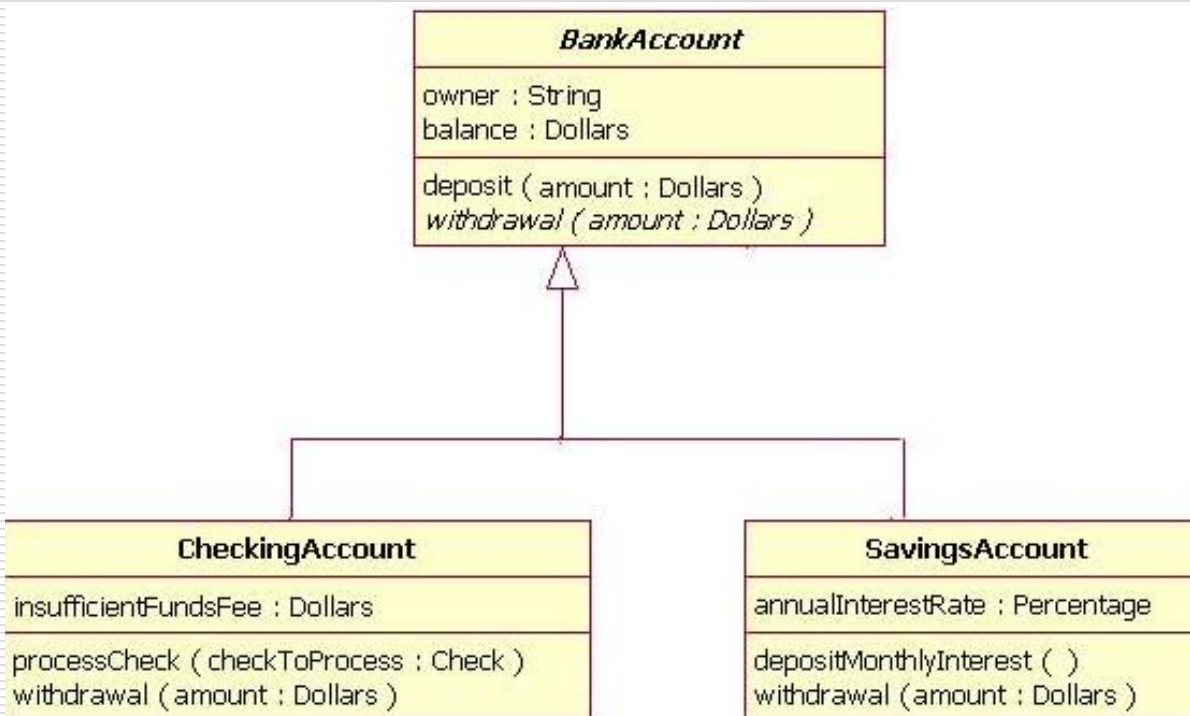 BankAccount
owner : String
balance : Dollars
deposit ( amount : Dollars )
withdrawal ( amount : Dollars )
CheckingAccount
insufficientFundsFee : Dollars
processCheck ( checkToProcess : Check )
withdrawal ( amount : Dollars )
SavingsAccount
annualInterestRate : Percentage
depositMonthlyInterest ( )
withdrawal ( amount : Dollars )